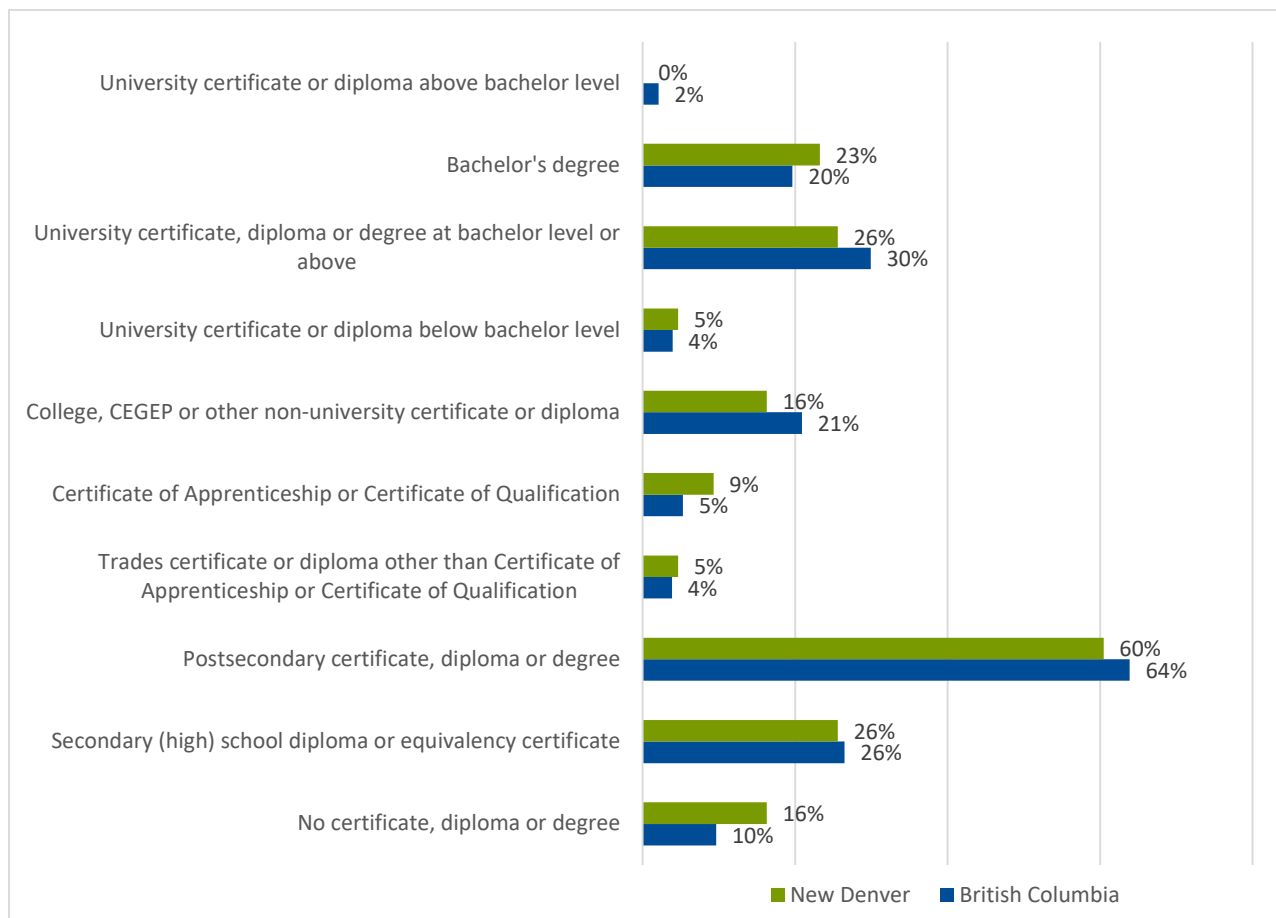 University certificate or diploma above bachelor level
0%
2%
Bachelor's degree
23%
20%
University certificate, diploma or degree at bachelor level or
above
26%
30%
University certificate or diploma below bachelor level
5%
4%
College, CEGEP or other non-university certificate or diploma
16%
21%
Certificate of Apprenticeship or Certificate of Qualification
9%
5%
Trades certificate or diploma other than Certificate of
Apprenticeship or Certificate of Qualification
5%
4%
Postsecondary certificate, diploma or degree
60%
64%
Secondary (high) school diploma or equivalency certificate
26%
26%
No certificate, diploma or degree
16%
10%
New Denver
British Columbia